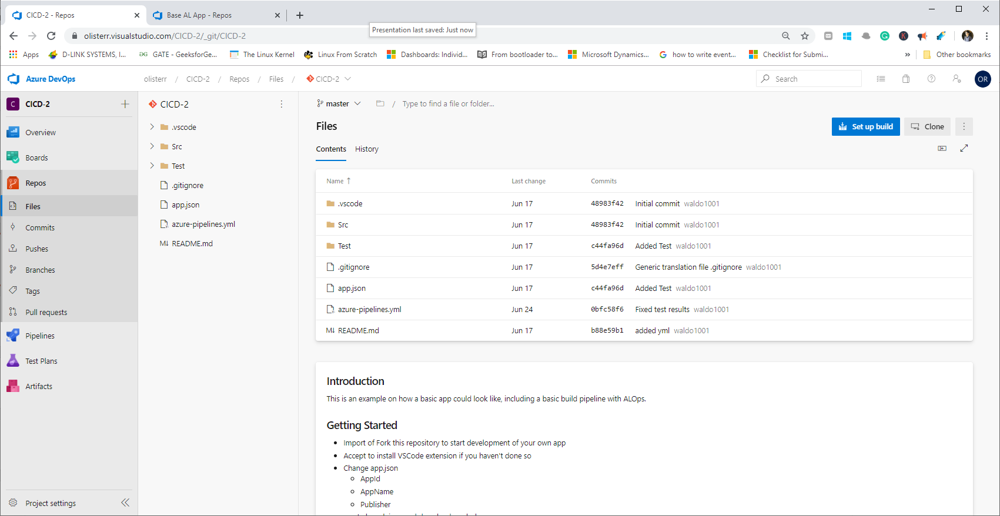 CICD-2 - Repos
Base AL App - Repos
Presentation last saved: Just now
olisterr.visualstudio.com/CICD-2/_git/CICD-2
Apps
D-LINK SYSTEMS, I...
GATE - GeeksforGe...
The Linux Kernel
Linux From Scratch
Dashboards: Individ...
From bootloader to...
Microsoft Dynamics...
how to write event...
Checklist for Submi...
»
Other bookmarks
Azure DevOps
olisterr / CICD-2 / Repos / Files / CICD-2
Search
OR
C CICD-2
Overview
Boards
Repos
Files
Commits
Pushes
Branches
Tags
Pull requests
Pipelines
Test Plans
Artifacts
Project settings
CICD-2
.vscode
Src
Test
.gitignore
app.json
azure-pipelines.yml
M↓ README.md
master / Type to find a file or folder...
Files
Set up build
Clone
Contents
History
Name ↑ Last change Commits
.vscode Jun 17 48983f42 Initial commit waldo1001
Src Jun 17 48983f42 Initial commit waldo1001
Test Jun 17 c44fa96d Added Test waldo1001
.gitignore Jun 17 5d4e7eff Generic translation file .gitignore waldo1001
app.json Jun 17 c44fa96d Added Test waldo1001
azure-pipelines.yml Jun 24 0bfc58f6 Fixed test results waldo1001
M↓ README.md Jun 17 b88e59b1 added yml waldo1001
Introduction
This is an example on how a basic app could look like, including a basic build pipeline with ALOps.
Getting Started
• Import of Fork this repository to start development of your own app
• Accept to install VSCode extension if you haven't done so
• Change app.json
AppId
AppName
Publisher